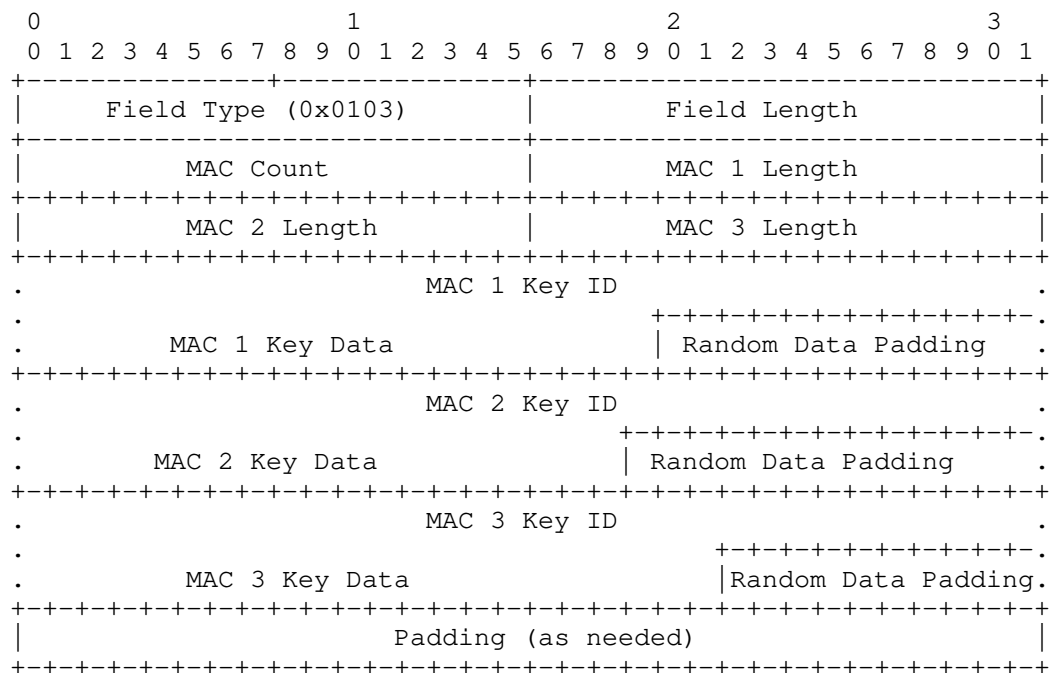 0                   1                   2                   3
 0 1 2 3 4 5 6 7 8 9 0 1 2 3 4 5 6 7 8 9 0 1 2 3 4 5 6 7 8 9 0 1
+---------------+---------------+-------------------------------+
|     Field Type (0x0103)       |        Field Length           |
+-------------------------------+-------------------------------+
|          MAC Count            |        MAC 1 Length           |
+-+-+-+-+-+-+-+-+-+-+-+-+-+-+-+-+-+-+-+-+-+-+-+-+-+-+-+-+-+-+-+-+
|          MAC 2 Length         |        MAC 3 Length           |
+-+-+-+-+-+-+-+-+-+-+-+-+-+-+-+-+-+-+-+-+-+-+-+-+-+-+-+-+-+-+-+-+
.                         MAC 1 Key ID                          .
.                                       +-+-+-+-+-+-+-+-+-+-+-+-.
.         MAC 1 Key Data                | Random Data Padding   .
+-+-+-+-+-+-+-+-+-+-+-+-+-+-+-+-+-+-+-+-+-+-+-+-+-+-+-+-+-+-+-+-+
.                         MAC 2 Key ID                          .
.                                     +-+-+-+-+-+-+-+-+-+-+-+-+-.
.        MAC 2 Key Data               | Random Data Padding     .
+-+-+-+-+-+-+-+-+-+-+-+-+-+-+-+-+-+-+-+-+-+-+-+-+-+-+-+-+-+-+-+-+
.                         MAC 3 Key ID                          .
.                                           +-+-+-+-+-+-+-+-+-+-.
.          MAC 3 Key Data                   |Random Data Padding.
+-+-+-+-+-+-+-+-+-+-+-+-+-+-+-+-+-+-+-+-+-+-+-+-+-+-+-+-+-+-+-+-+
|                       Padding (as needed)                     |
+-+-+-+-+-+-+-+-+-+-+-+-+-+-+-+-+-+-+-+-+-+-+-+-+-+-+-+-+-+-+-+-+